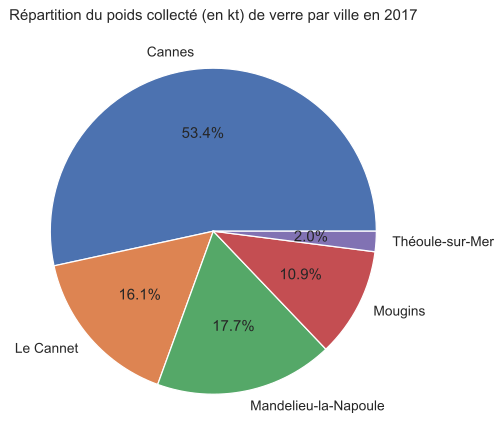 Répartition du poids collecté (en kt) de verre par ville en 2017
Cannes
53.4%
2.0%
Théoule-sur-Mer
10.9%
16.1%
Mougins
17.7%
Le Cannet
Mandelieu-la-Napoule